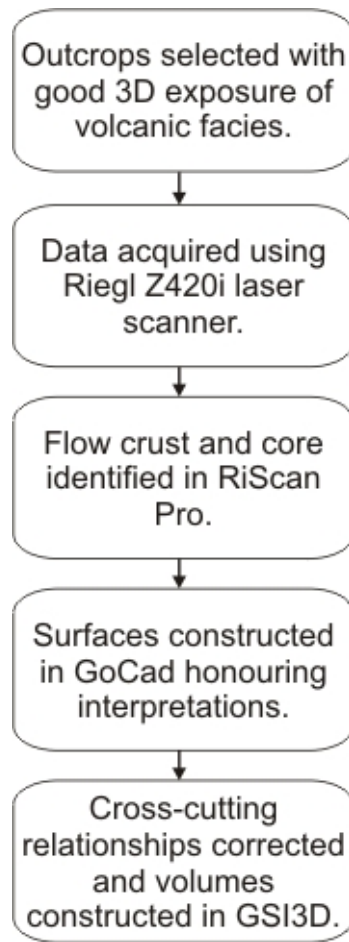 Outcrops selected with
good 3D exposure of
volcanic facies.
Data acquired using
Riegl Z420i laser
scanner.
Flow crust and core
identified in RiScan
Pro.
Surfaces constructed
in GoCad honouring
interpretations.
Cross-cutting
relationships corrected
and volumes
constructed in GSI3D.